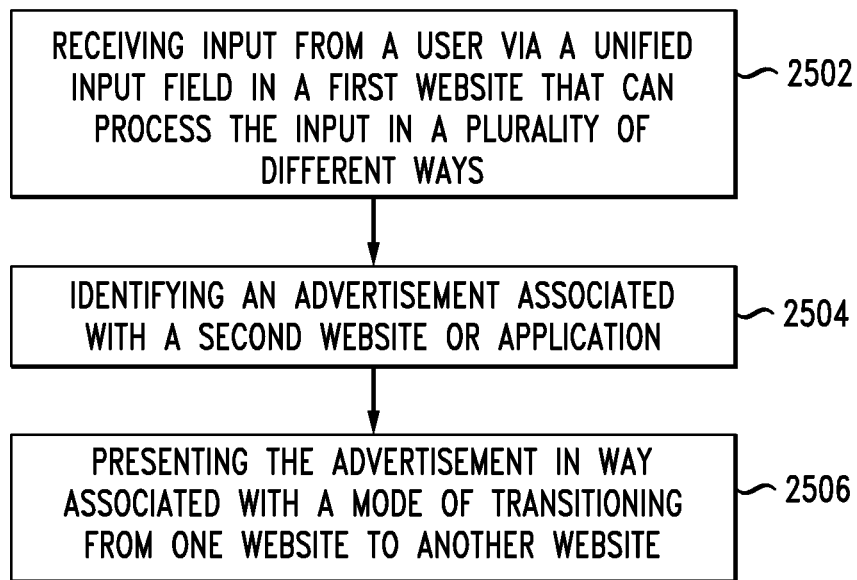 RECEIVING INPUT FROM A USER VIA A UNIFIED
INPUT FIELD IN A FIRST WEBSITE THAT CAN
PROCESS THE INPUT IN A PLURALITY OF
DIFFERENT WAYS
2502
IDENTIFYING AN ADVERTISEMENT ASSOCIATED
WITH A SECOND WEBSITE OR APPLICATION
2504
PRESENTING THE ADVERTISEMENT IN WAY
ASSOCIATED WITH A MODE OF TRANSITIONING
FROM ONE WEBSITE TO ANOTHER WEBSITE
2506